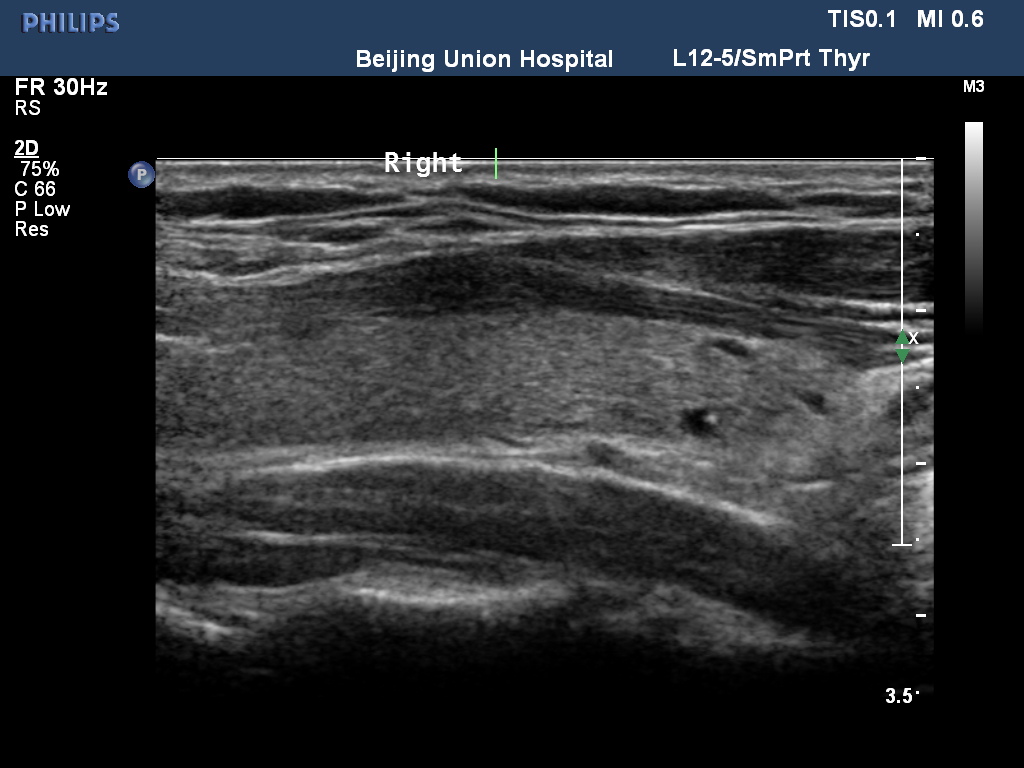 PHILIPS
TIS0.1 MI 0.6
Beijing Union Hospital L12-5/SmPrt Thyr
FR 30Hz
RS
M3
2D
75%
C 66
P Low
Res
P
Right
X
3.5